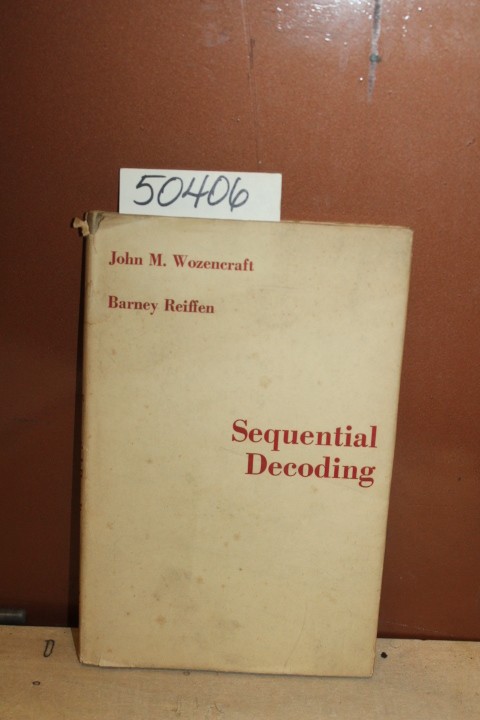 50406
John M. Wozencraft
Barney Reiffen
Sequential
Decoding